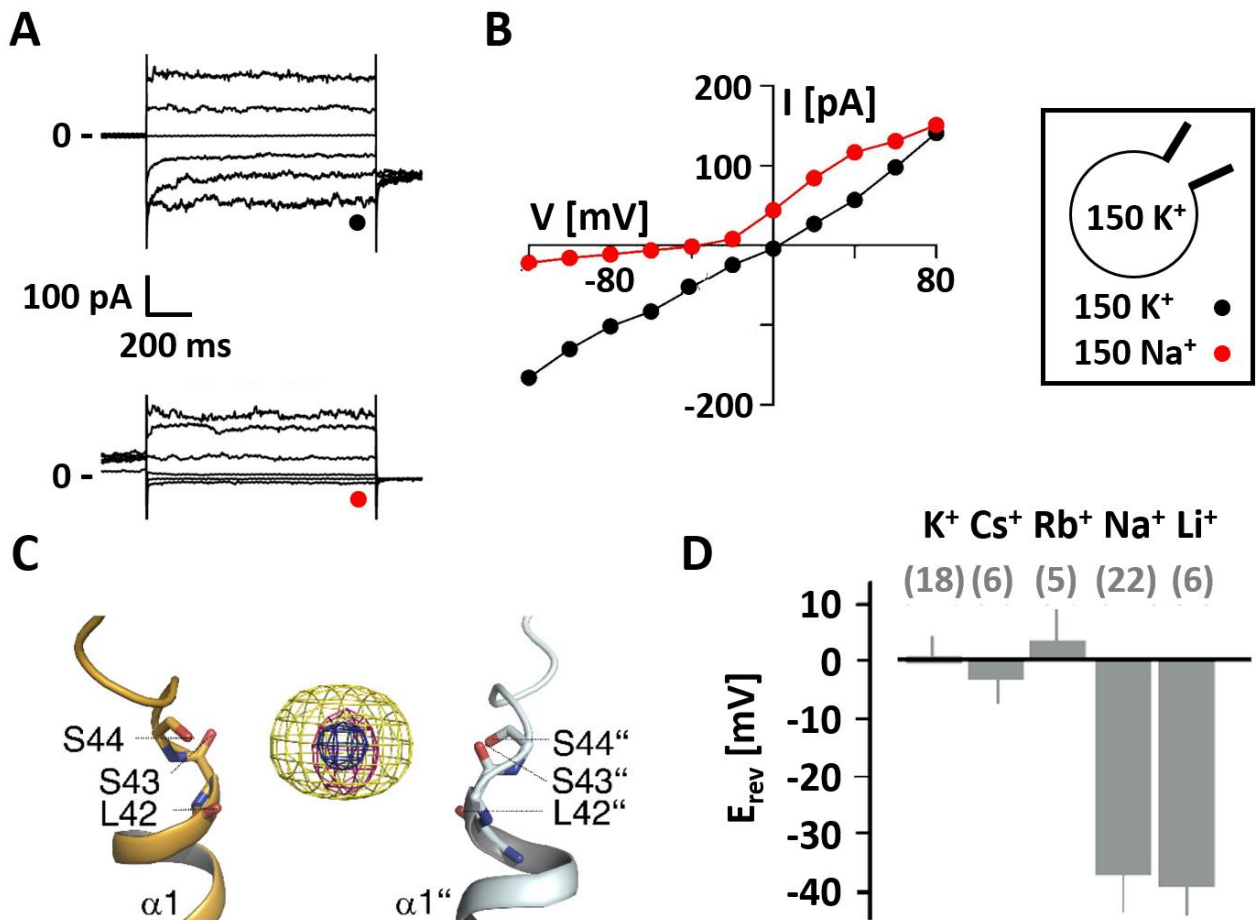 A
0 -
100 pA
200 ms
0 -
B
200
I [pA]
100
V [mV]
-80
80
-200
150 K⁺
150 K⁺
150 Na⁺
C
S44
S43
L42
α1
S44“
S43“
L42“
α1“
D
K⁺ Cs⁺ Rb⁺ Na⁺ Li⁺
(18) (6) (5) (22) (6)
10
0
-10
-20
-30
-40
Erev [mV]